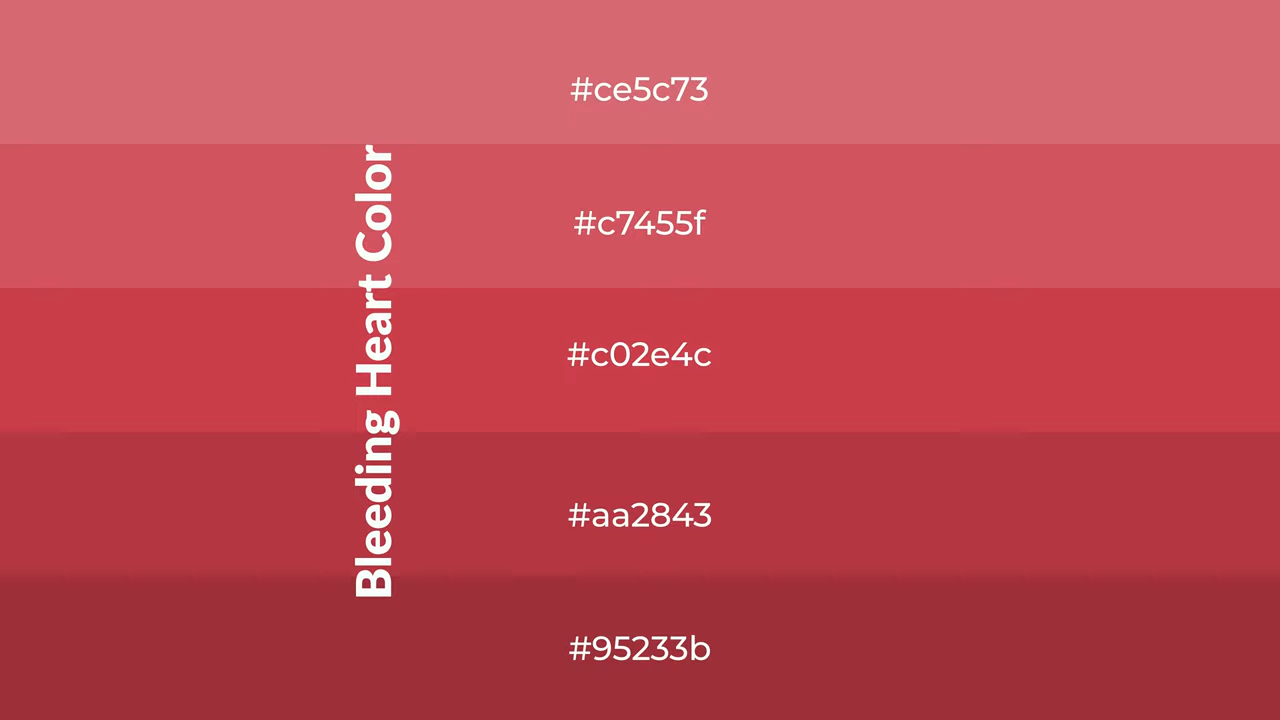 Bleeding Heart Color
#ce5c73
#c7455f
#c02e4c
#aa2843
#95233b